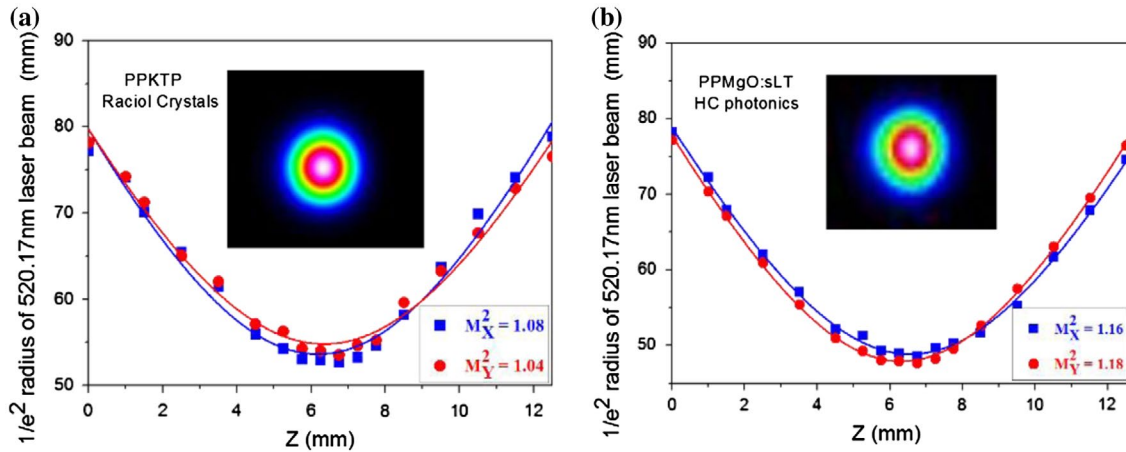 (a)
90
80
70
60
50
1/e² radius of 520.17nm laser beam (mm)
PPKTP
Raciol Crystals
M²X = 1.08
M²Y = 1.04
0 2 4 6 8 10 12
Z (mm)
(b)
90
80
70
60
50
1/e² radius of 520.17nm laser beam (mm)
PPMgO:sLT
HC photonics
M²X = 1.16
M²Y = 1.18
0 2 4 6 8 10 12
Z (mm)